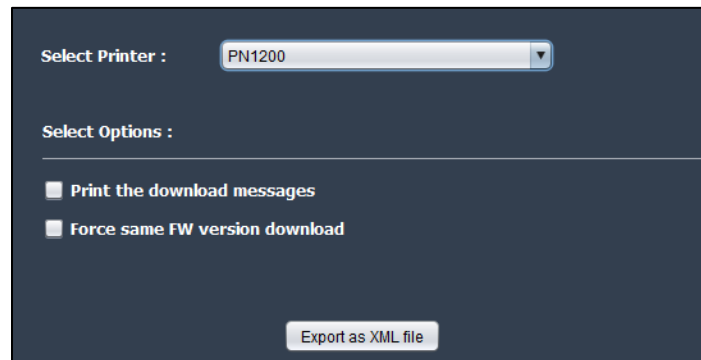 Select Printer : PN1200
Select Options :
Print the download messages
Force same FW version download
Export as XML file